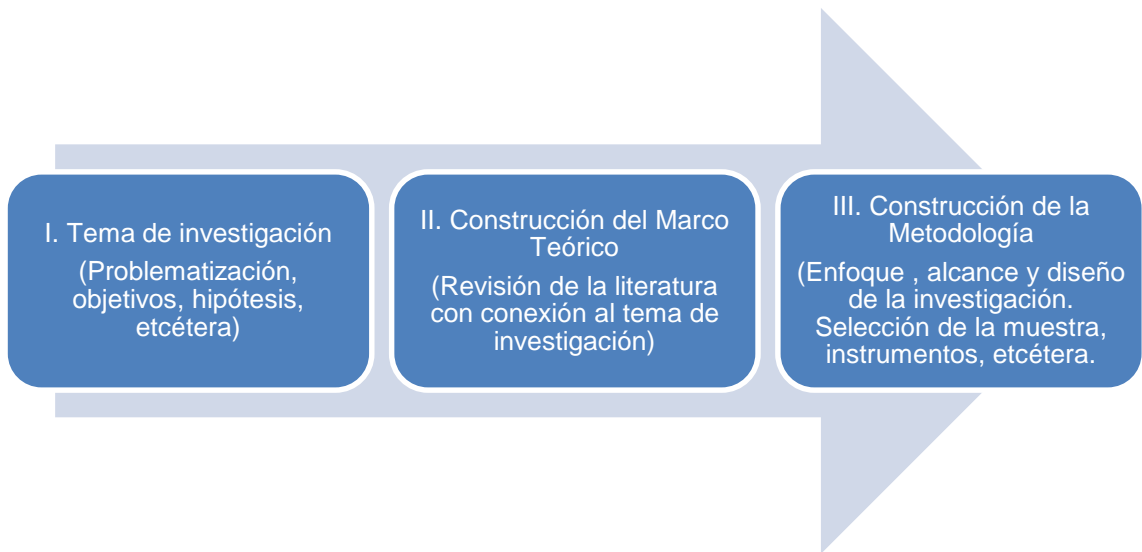 I. Tema de investigación
(Problematización,
objetivos, hipótesis,
etcétera)
II. Construcción del Marco
Teórico
(Revisión de la literatura
con conexión al tema de
investigación)
III. Construcción de la
Metodología
(Enfoque , alcance y diseño
de la investigación.
Selección de la muestra,
instrumentos, etcétera.